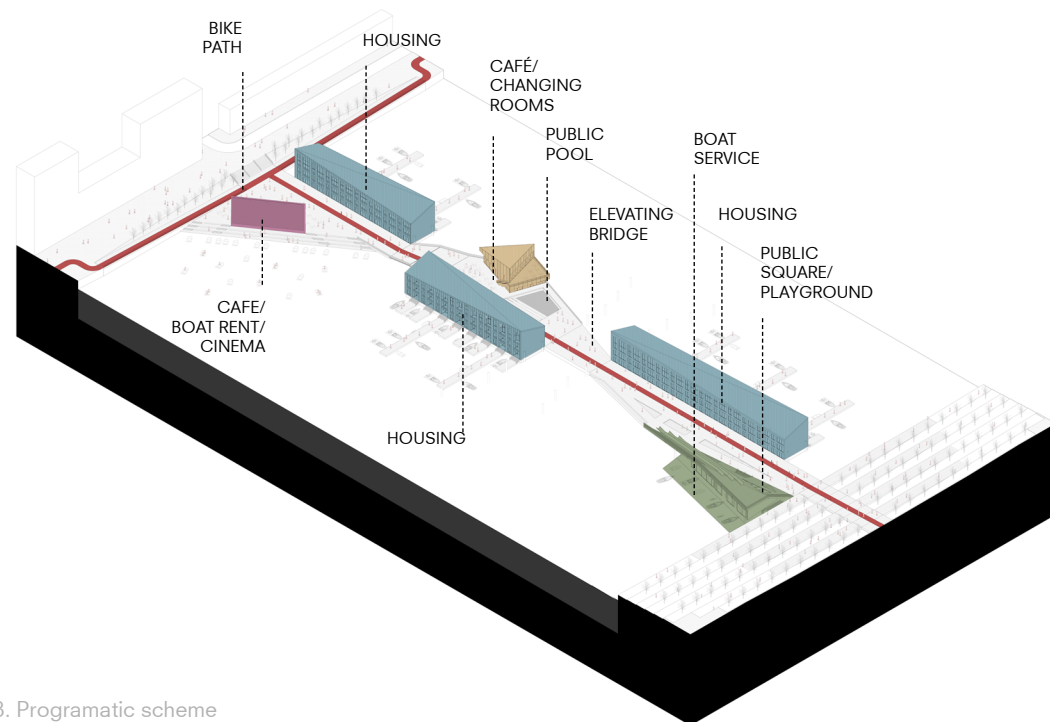 BIKE
PATH
HOUSING
CAFÉ/
CHANGING
ROOMS
PUBLIC
POOL
BOAT
SERVICE
ELEVATING
BRIDGE
HOUSING
PUBLIC
SQUARE/
PLAYGROUND
CAFE/
BOAT RENT/
CINEMA
HOUSING
3. Programatic scheme